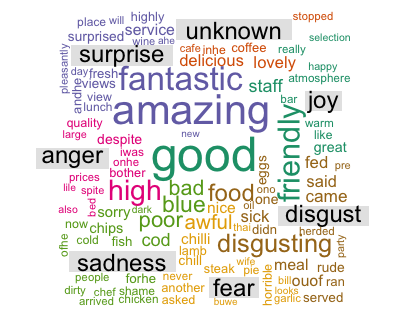 place will highly unknown stopped
surprised wine ahe service cafe inhe coffee really selection
surprise delicious lovely happy
pleasantly day fresh fantastic staff atmosphere
andhe views view lunch amazing bar joy
quality new friendly warm
large despite good like
iwas great
anger onhe eggs fed pre
prices bother high bad food ono said
life spite bed blue nice oil one came
also sorry dark poor awful sick disgust
now chips thai didn herded
ofhe cold fish cod chilli disgusting party
lamb
sadness chill steak wife meal rude
people forhe never pie horrible ouof ran
dirty chef shame another fear bill looks
arrived chicken asked buwe garlic served